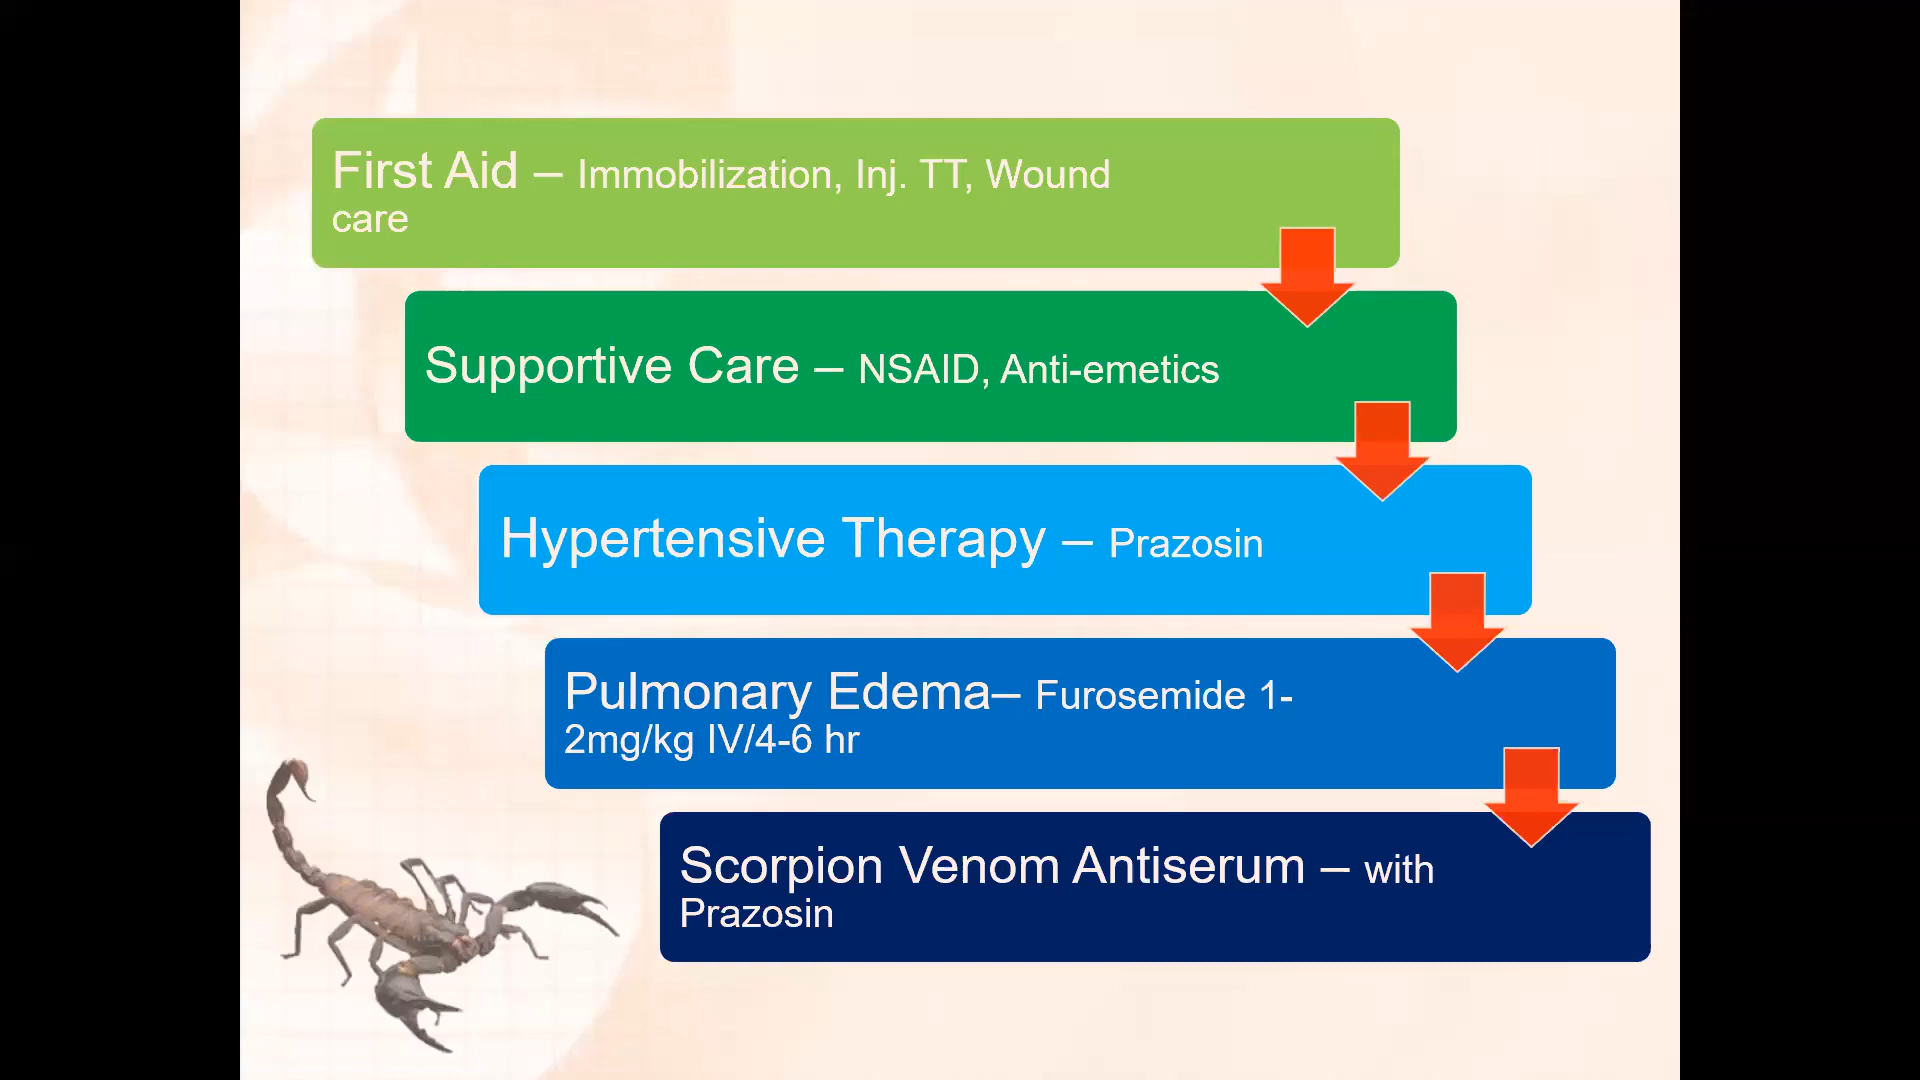 First Aid – Immobilization, Inj. TT, Wound
care
Supportive Care – NSAID, Anti-emetics
Hypertensive Therapy – Prazosin
Pulmonary Edema– Furosemide 1-
2mg/kg IV/4-6 hr
Scorpion Venom Antiserum – with
Prazosin